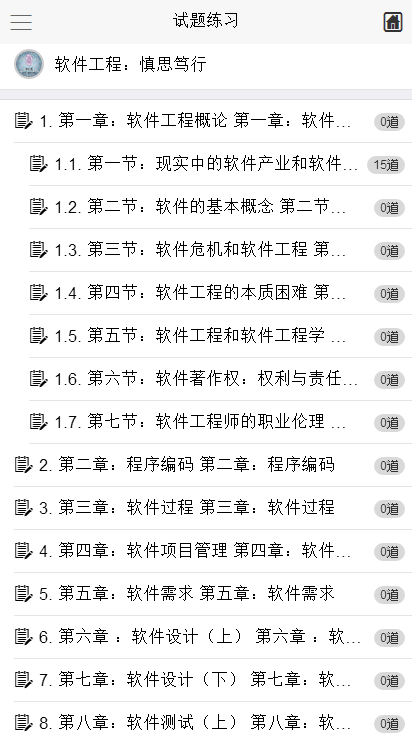 试题练习
软件工程：慎思笃行
1. 第一章：软件工程概论 第一章：软件... 0道
1.1. 第一节：现实中的软件产业和软件... 15道
1.2. 第二节：软件的基本概念 第二节... 0道
1.3. 第三节：软件危机和软件工程 第... 0道
1.4. 第四节：软件工程的本质困难 第... 0道
1.5. 第五节：软件工程和软件工程学 ... 0道
1.6. 第六节：软件著作权：权利与责任... 0道
1.7. 第七节：软件工程师的职业伦理 ... 0道
2. 第二章：程序编码 第二章：程序编码 0道
3. 第三章：软件过程 第三章：软件过程 0道
4. 第四章：软件项目管理 第四章：软件... 0道
5. 第五章：软件需求 第五章：软件需求 0道
6. 第六章 ：软件设计（上） 第六章 ：软... 0道
7. 第七章：软件设计（下） 第七章：软... 0道
8. 第八章：软件测试（上） 第八章：软... 0道